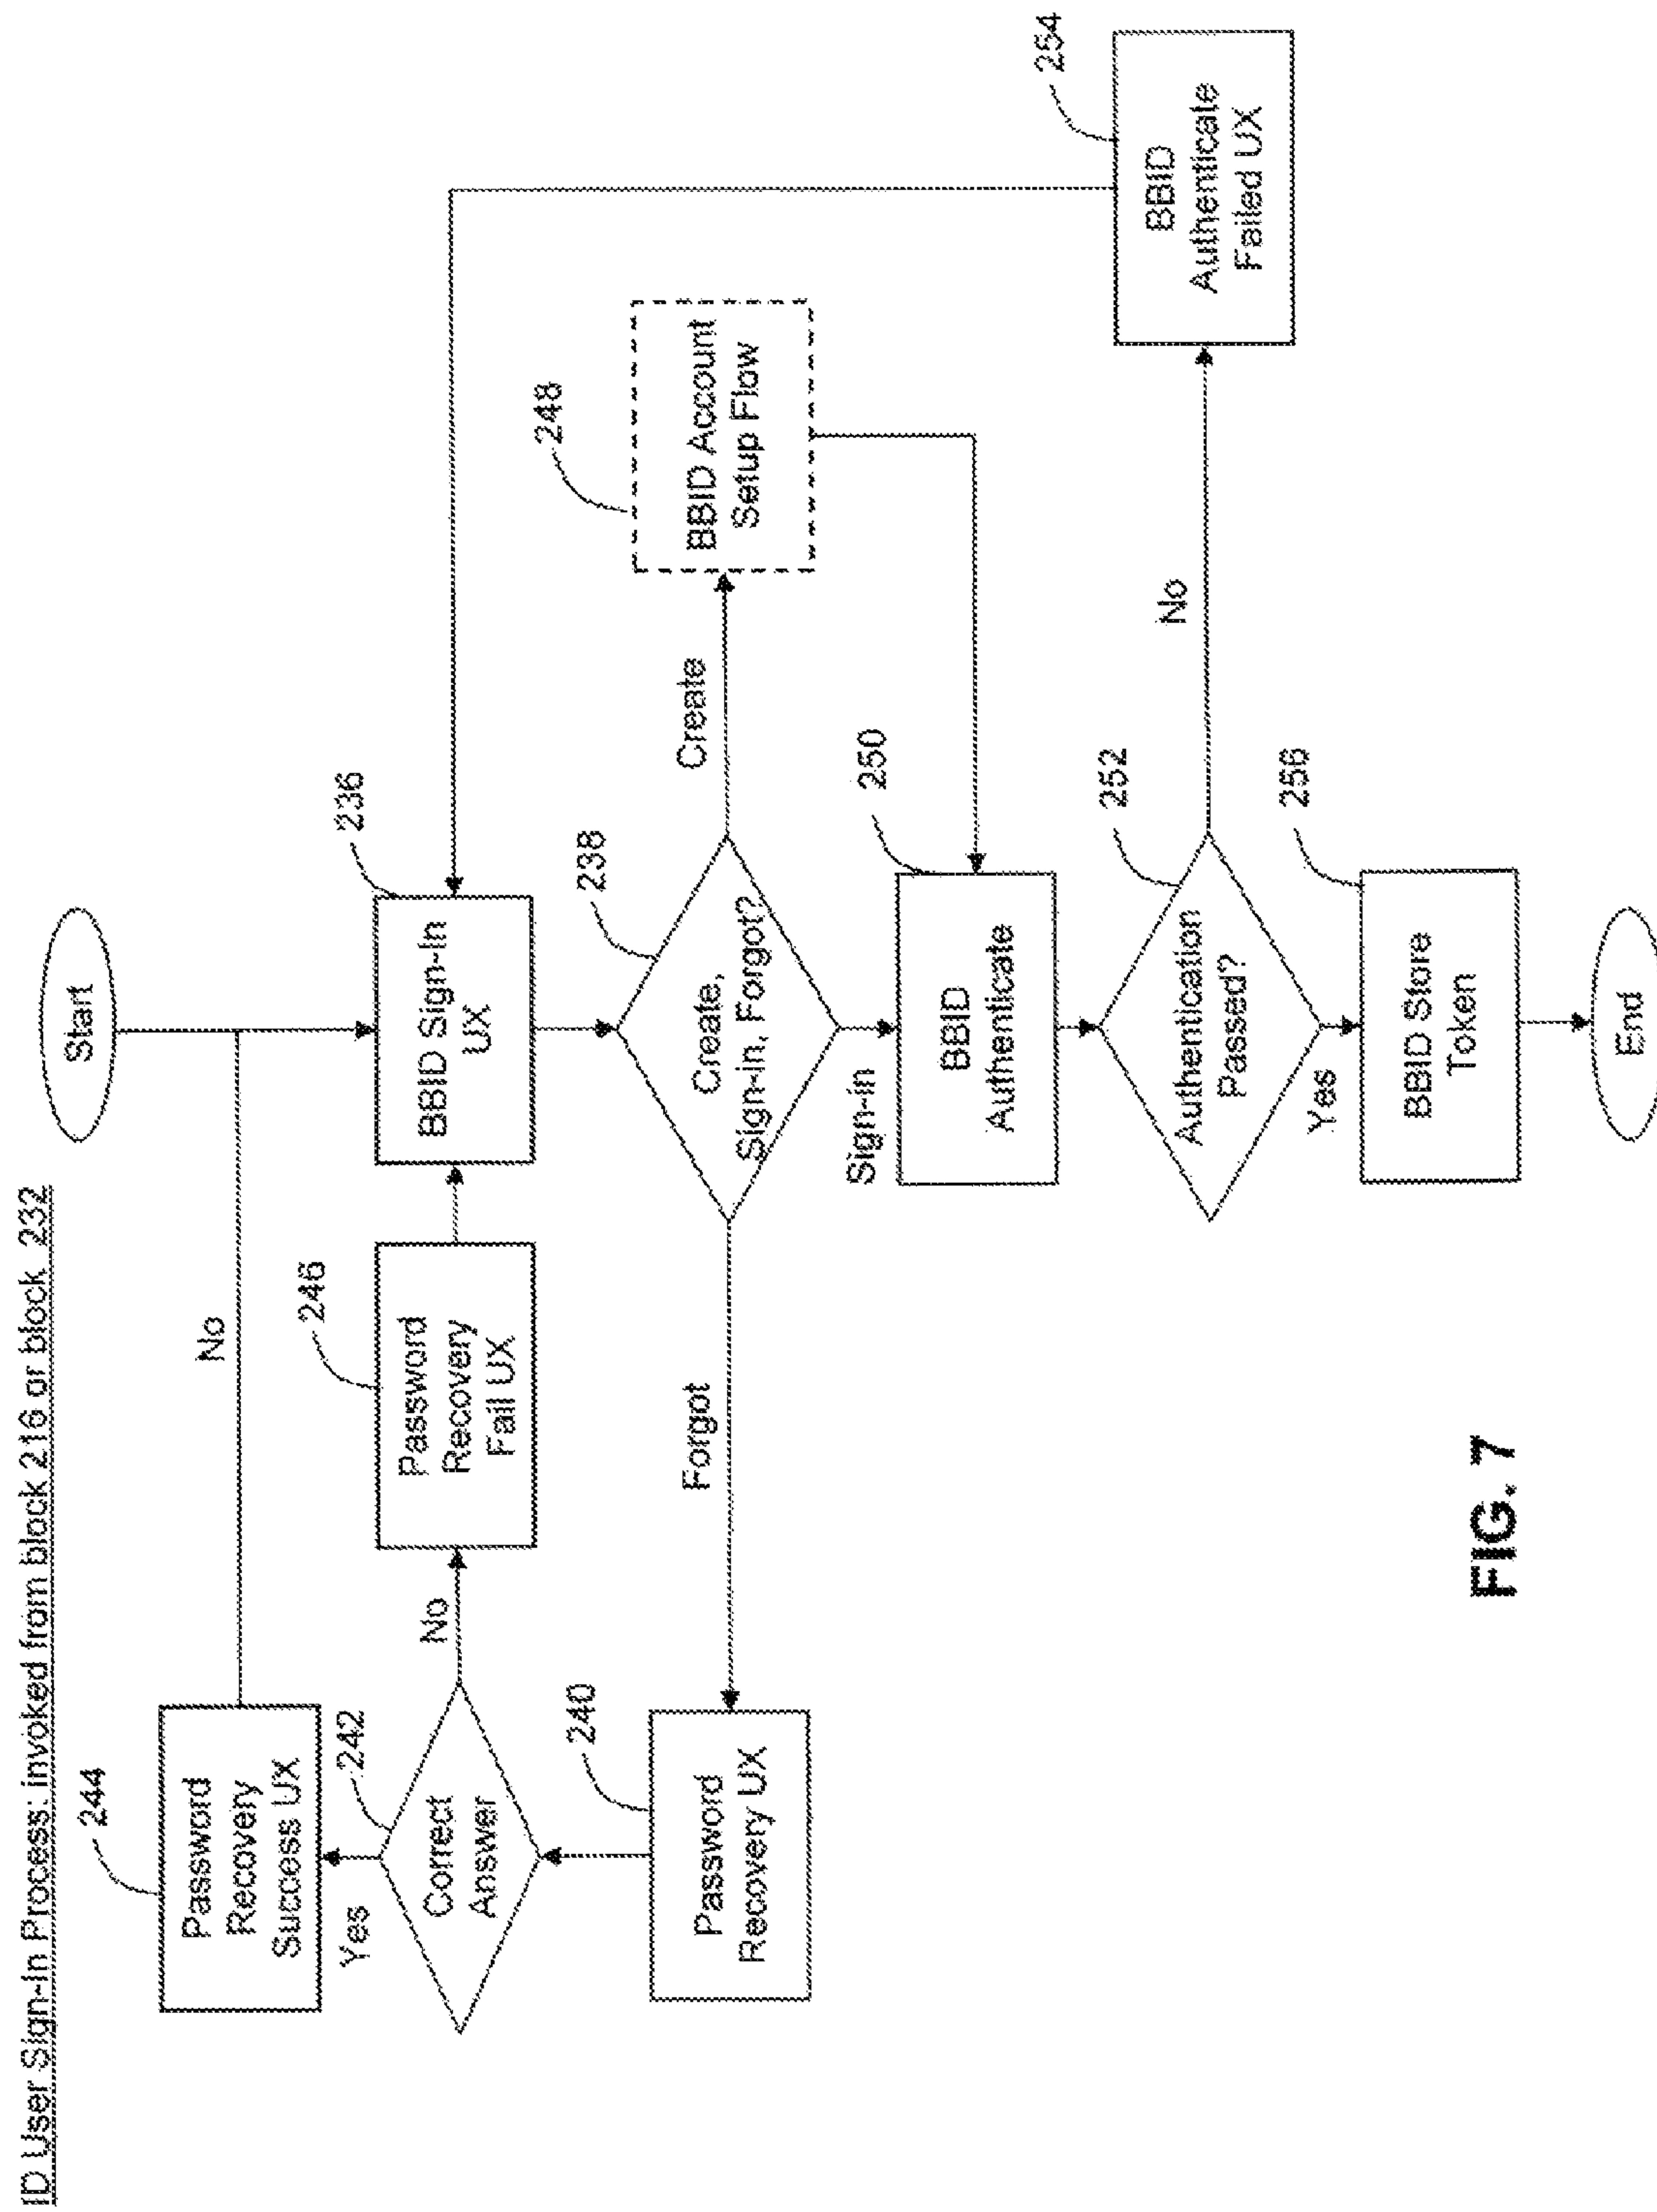 ID User Sign-In Process: invoked from block 216 or block 232
Start
No
244
Password
Recovery
Success UX
Yes
242
Correct
Answer
No
246
Password
Recovery
Fail UX
236
BBID Sign-In
UX
238
Create,
Sign-in, Forgot?
Forgot
240
Password
Recovery UX
Create
248
BBID Account
Setup Flow
Sign-in
250
BBID
Authenticate
252
Authentication
Passed?
No
254
BBID
Authenticate
Failed UX
Yes
256
BBID Store
Token
End
FIG. 7